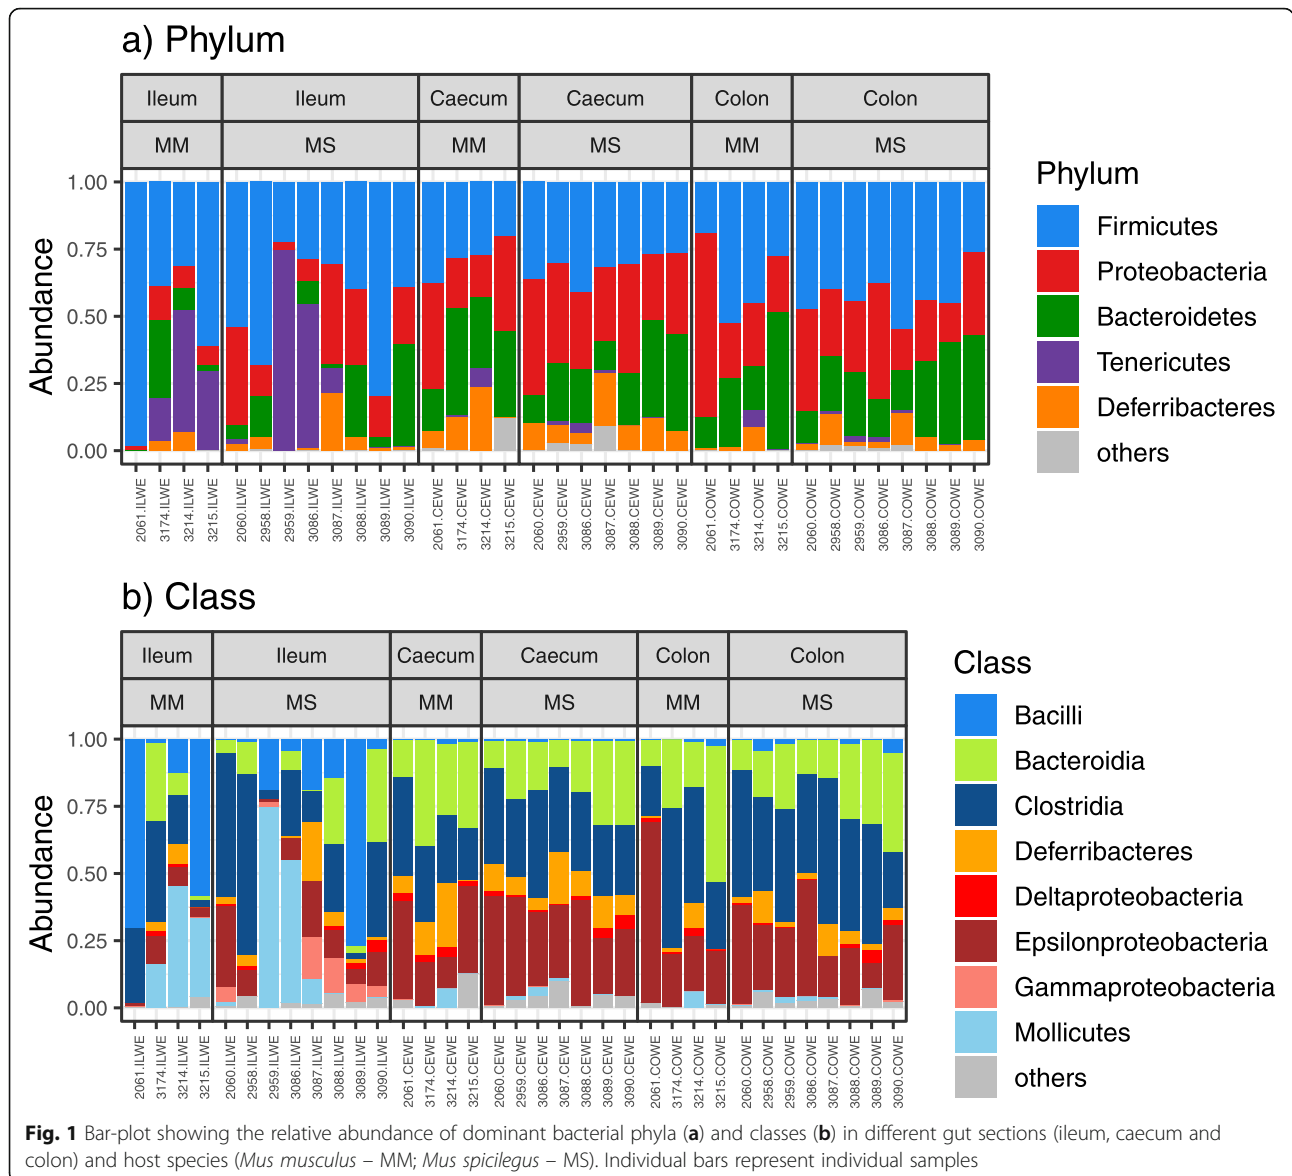 a) Phylum
Ileum Ileum Caecum Caecum Colon Colon
MM MS MM MS MM MS
Abundance
1.00
0.75
0.50
0.25
0.00
2061.ILWE 3174.ILWE 3214.ILWE 3215.ILWE 2060.ILWE 2958.ILWE 2959.ILWE 3086.ILWE 3087.ILWE 3088.ILWE 3089.ILWE 3090.ILWE 2061.CEWE 3174.CEWE 3214.CEWE 3215.CEWE 2060.CEWE 2959.CEWE 3086.CEWE 3087.CEWE 3088.CEWE 3089.CEWE 3090.CEWE 2061.COWE 3174.COWE 3214.COWE 3215.COWE 2060.COWE 2958.COWE 2959.COWE 3086.COWE 3087.COWE 3088.COWE 3089.COWE 3090.COWE
Phylum
Firmicutes
Proteobacteria
Bacteroidetes
Tenericutes
Deferribacteres
others
b) Class
Ileum Ileum Caecum Caecum Colon Colon
MM MS MM MS MM MS
Abundance
1.00
0.75
0.50
0.25
0.00
2061.ILWE 3174.ILWE 3214.ILWE 3215.ILWE 2060.ILWE 2958.ILWE 2959.ILWE 3086.ILWE 3087.ILWE 3088.ILWE 3089.ILWE 3090.ILWE 2061.CEWE 3174.CEWE 3214.CEWE 3215.CEWE 2060.CEWE 2959.CEWE 3086.CEWE 3087.CEWE 3088.CEWE 3089.CEWE 3090.CEWE 2061.COWE 3174.COWE 3214.COWE 3215.COWE 2060.COWE 2958.COWE 2959.COWE 3086.COWE 3087.COWE 3088.COWE 3089.COWE 3090.COWE
Class
Bacilli
Bacteroidia
Clostridia
Deferribacteres
Deltaproteobacteria
Epsilonproteobacteria
Gammaproteobacteria
Mollicutes
others
Fig. 1 Bar-plot showing the relative abundance of dominant bacterial phyla (a) and classes (b) in different gut sections (ileum, caecum and
colon) and host species (Mus musculus – MM; Mus spicilegus – MS). Individual bars represent individual samples